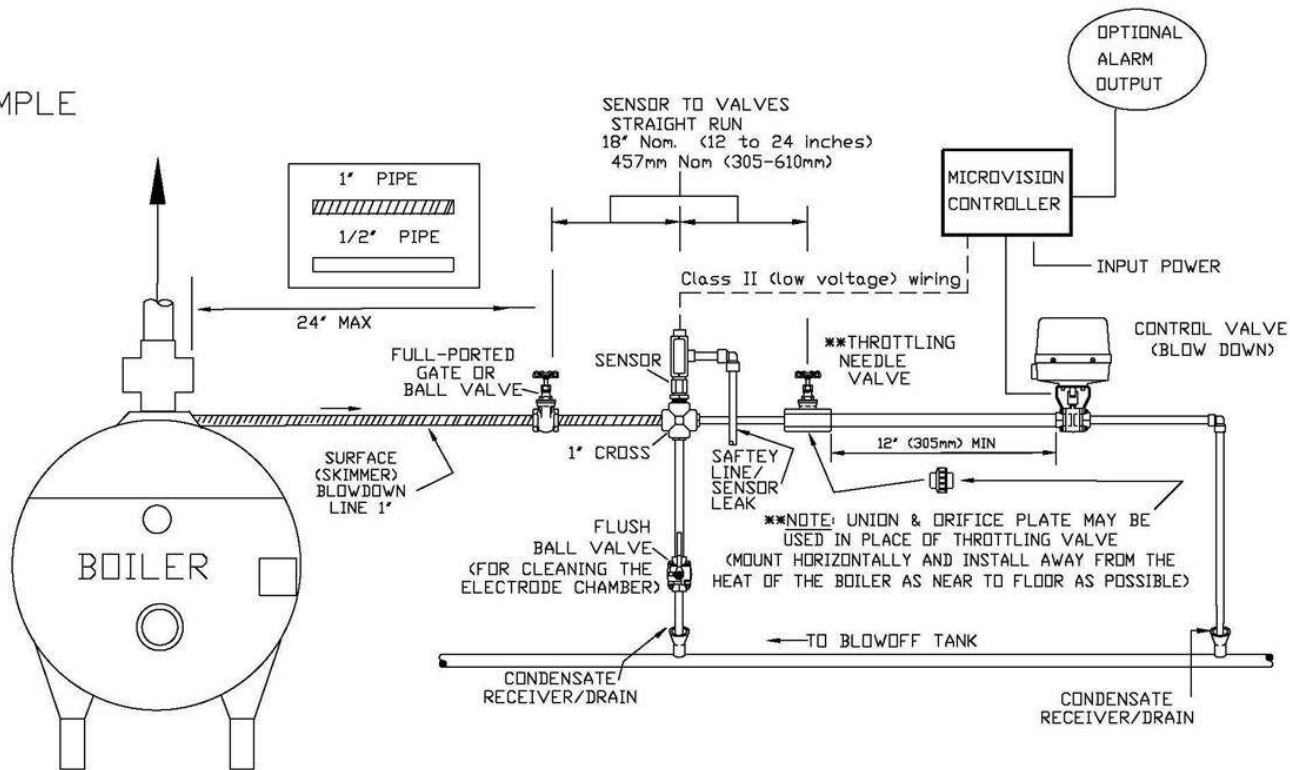 MPLE
OPTIONAL
ALARM
OUTPUT
SENSOR TO VALVES
STRAIGHT RUN
18" Nom. (12 to 24 inches)
457mm Nom (305-610mm)
1" PIPE
1/2" PIPE
MICROVISION
CONTROLLER
INPUT POWER
Class II (low voltage) wiring
24" MAX
FULL-PORTED
GATE OR
BALL VALVE
SENSOR
**THROTTLING
NEEDLE
VALVE
CONTROL VALVE
(BLOW DOWN)
SURFACE
(SKIMMER)
BLOWDOWN
LINE 1"
1" CROSS
SAFTEY
LINE/
SENSOR
LEAK
12" (305mm) MIN
**NOTE: UNION & ORIFICE PLATE MAY BE
USED IN PLACE OF THROTTLING VALVE
(MOUNT HORIZONTALLY AND INSTALL AWAY FROM THE
HEAT OF THE BOILER AS NEAR TO FLOOR AS POSSIBLE)
FLUSH
BALL VALVE
(FOR CLEANING THE
ELECTRODE CHAMBER)
BOILER
TO BLOWOFF TANK
CONDENSATE
RECEIVER/DRAIN
CONDENSATE
RECEIVER/DRAIN